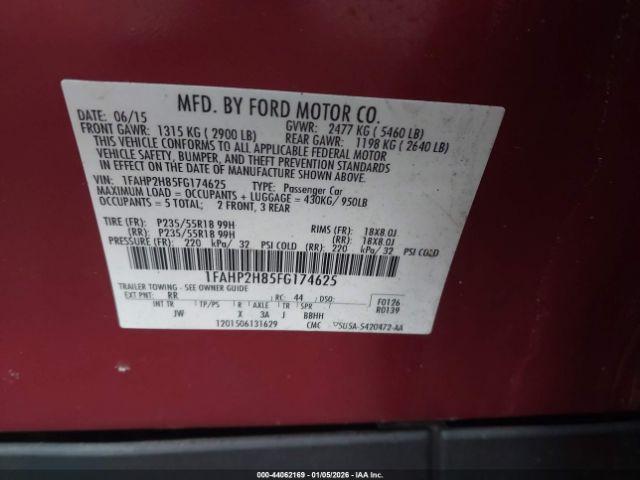 MFD. BY FORD MOTOR CO.
DATE: 06/15 GVWR: 2477 KG ( 5460 LB)
FRONT GAWR: 1315 KG ( 2900 LB) REAR GAWR: 1198 KG ( 2640 LB)
THIS VEHICLE CONFORMS TO ALL APPLICABLE FEDERAL MOTOR
VEHICLE SAFETY, BUMPER, AND THEFT PREVENTION STANDARDS
IN EFFECT ON THE DATE OF MANUFACTURE SHOWN ABOVE.
VIN: 1FAHP2H85FG174625 TYPE: Passenger Car
MAXIMUM LOAD = OCCUPANTS + LUGGAGE = 430KG/ 950LB
OCCUPANTS = 5 TOTAL; 2 FRONT, 3 REAR
TIRE (FR): P235/55R18 99H RIMS (FR): 18X8.0J
(RR): P235/55R18 99H (RR): 18X8.0J
PRESSURE (FR): 220 kPa/ 32 PSI COLD (RR): 220 kPa/ 32 PSI COLD
1FAHP2H85FG174625
TRAILER TOWING - SEE OWNER GUIDE
EXT PNT: RR RC: 44 DSO: F0126
INT TR TP/PS R AXLE TR SPR R0139
JW X 3A J BBHH
1201506131629 CMC 5U5A-5420472-AA
000-44062169 | 01/05/2026 | IAA Inc.